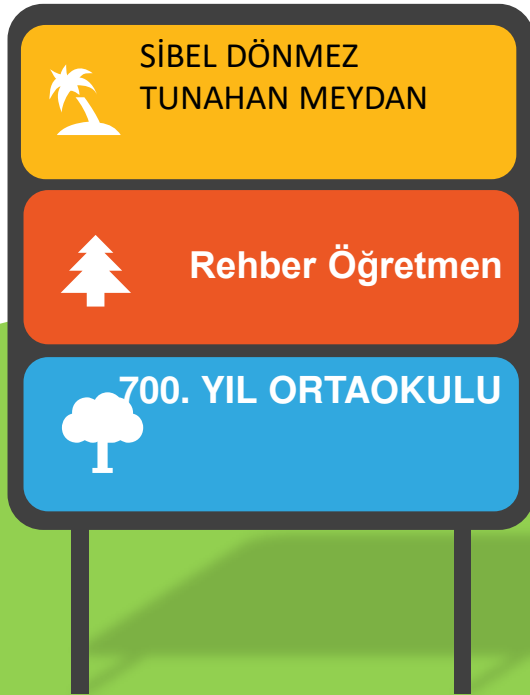 SİBEL DÖNMEZ
TUNAHAN MEYDAN
Rehber Öğretmen
700. YIL ORTAOKULU